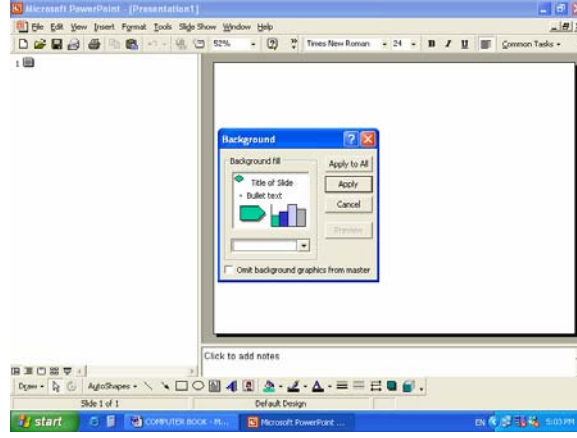 Microsoft PowerPoint - [Presentation1]
File Edit View Insert Format Tools Slide Show Window Help
52% Times New Roman 24 B I U Common Tasks
1
Background
Background fill
Title of Slide
• Bullet text
Apply to All
Apply
Cancel
Preview
Omit background graphics from master
Click to add notes
Draw AutoShapes
Slide 1 of 1 Default Design
start COMPUTER BOOK - M... Microsoft PowerPoint ... EN 5:03 PM